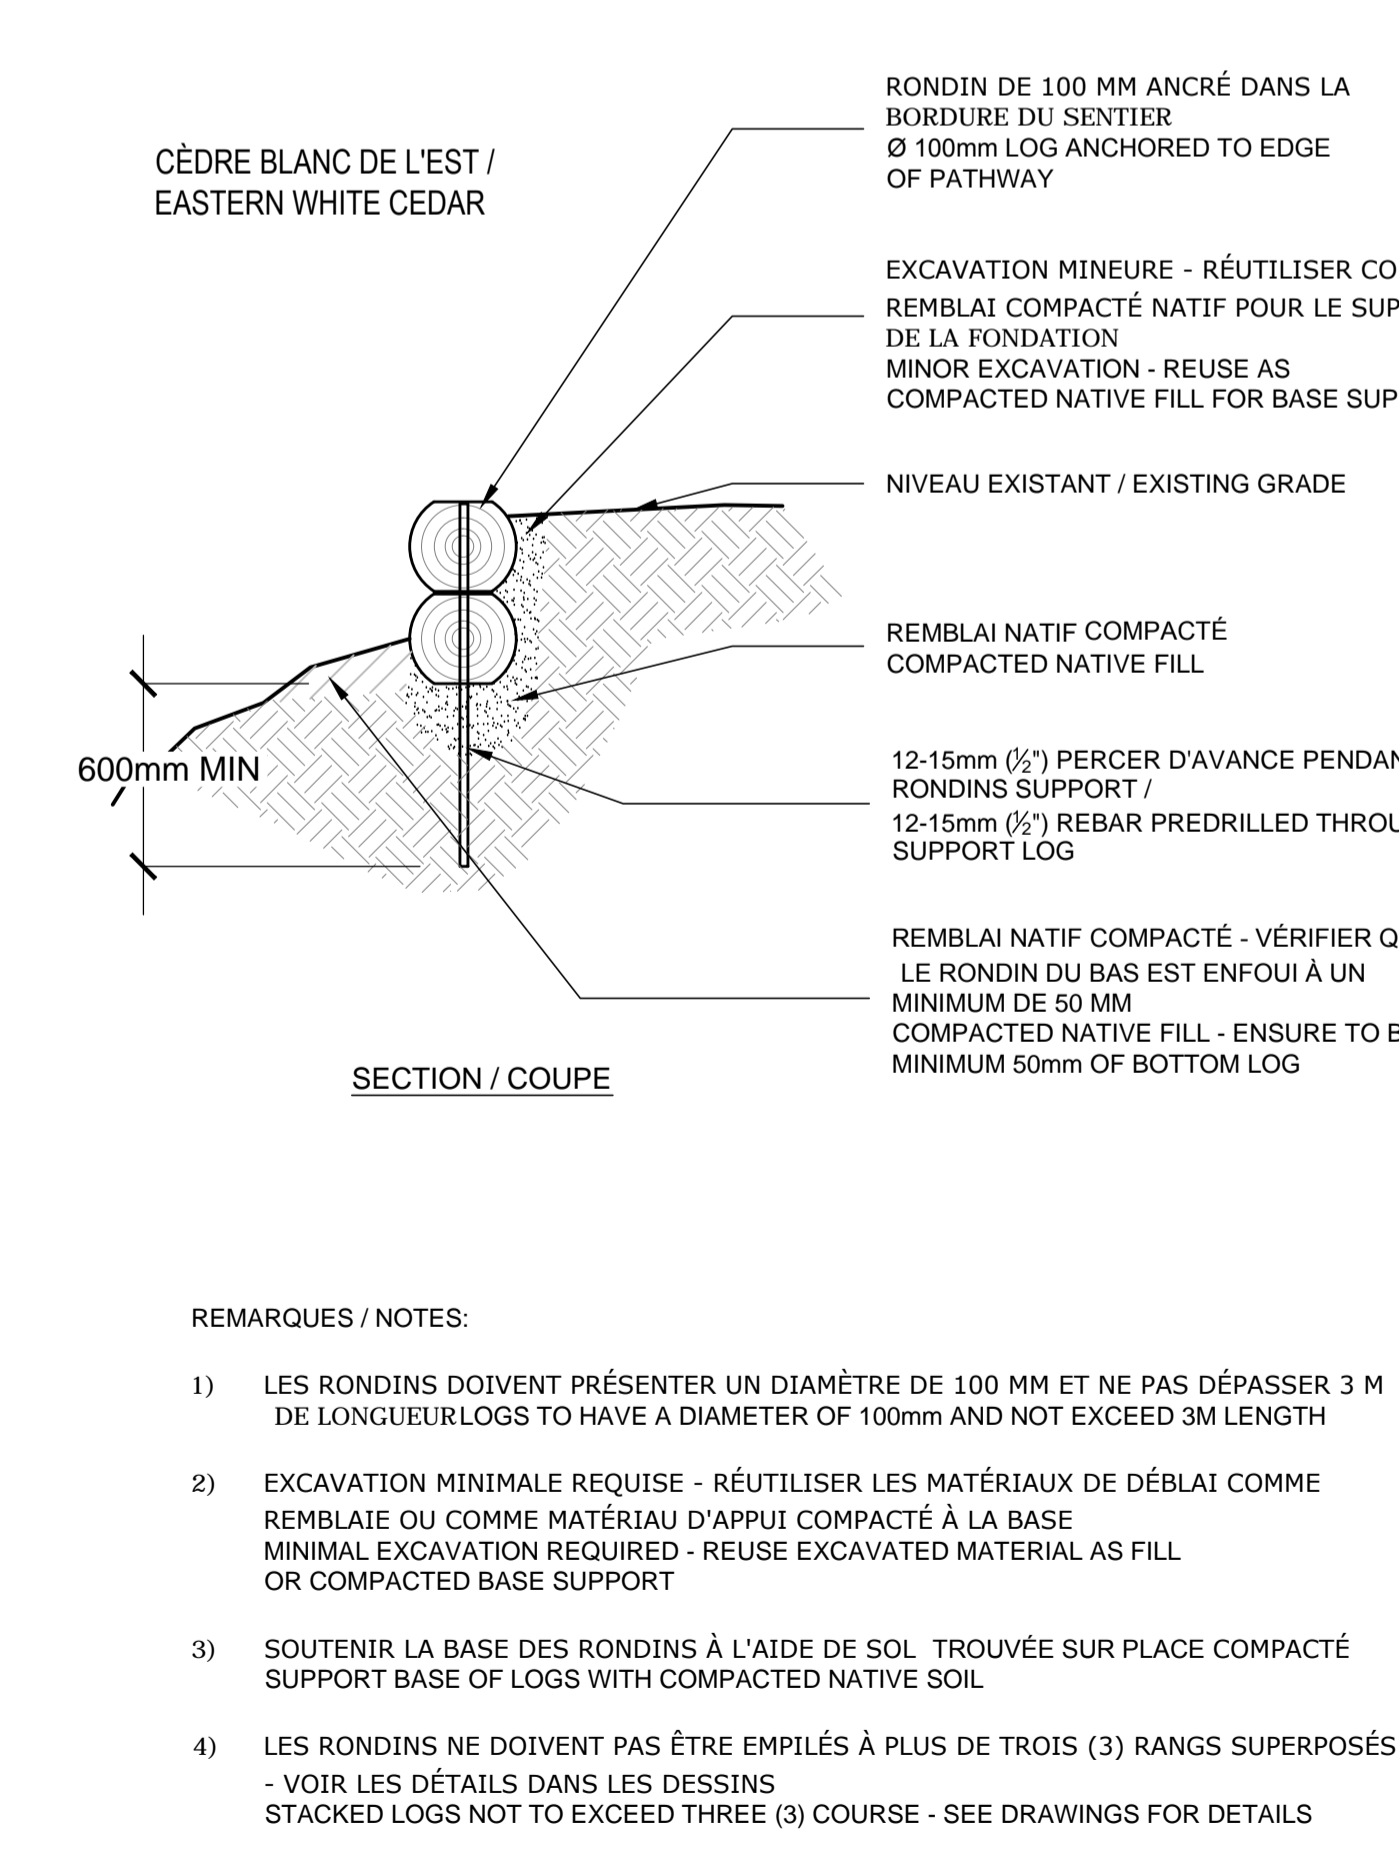 RONDIN DE 100 MM ANCRÉ DANS LA
BORDURE DU SENTIER
Ø 100mm LOG ANCHORED TO EDGE
OF PATHWAY
CÈDRE BLANC DE L'EST /
EASTERN WHITE CEDAR
EXCAVATION MINEURE - RÉUTILISER CO
REMBLAI COMPACTÉ NATIF POUR LE SUP
DE LA FONDATION
MINOR EXCAVATION - REUSE AS
COMPACTED NATIVE FILL FOR BASE SUP
NIVEAU EXISTANT / EXISTING GRADE
REMBLAI NATIF COMPACTÉ
COMPACTED NATIVE FILL
600mm MIN
12-15mm (½") PERCER D'AVANCE PENDAN
RONDINS SUPPORT /
12-15mm (½") REBAR PREDRILLED THROU
SUPPORT LOG
REMBLAI NATIF COMPACTÉ - VÉRIFIER Q
LE RONDIN DU BAS EST ENFOUI À UN
MINIMUM DE 50 MM
COMPACTED NATIVE FILL - ENSURE TO B
MINIMUM 50mm OF BOTTOM LOG
SECTION / COUPE
REMARQUES / NOTES:
1) LES RONDINS DOIVENT PRÉSENTER UN DIAMÈTRE DE 100 MM ET NE PAS DÉPASSER 3 M
DE LONGUEUR LOGS TO HAVE A DIAMETER OF 100mm AND NOT EXCEED 3M LENGTH
2) EXCAVATION MINIMALE REQUISE - RÉUTILISER LES MATÉRIAUX DE DÉBLAI COMME
REMBLAIE OU COMME MATÉRIAU D'APPUI COMPACTÉ À LA BASE
MINIMAL EXCAVATION REQUIRED - REUSE EXCAVATED MATERIAL AS FILL
OR COMPACTED BASE SUPPORT
3) SOUTENIR LA BASE DES RONDINS À L'AIDE DE SOL TROUVÉE SUR PLACE COMPACTÉ
SUPPORT BASE OF LOGS WITH COMPACTED NATIVE SOIL
4) LES RONDINS NE DOIVENT PAS ÊTRE EMPILÉS À PLUS DE TROIS (3) RANGS SUPERPOSÉS
- VOIR LES DÉTAILS DANS LES DESSINS
STACKED LOGS NOT TO EXCEED THREE (3) COURSE - SEE DRAWINGS FOR DETAILS